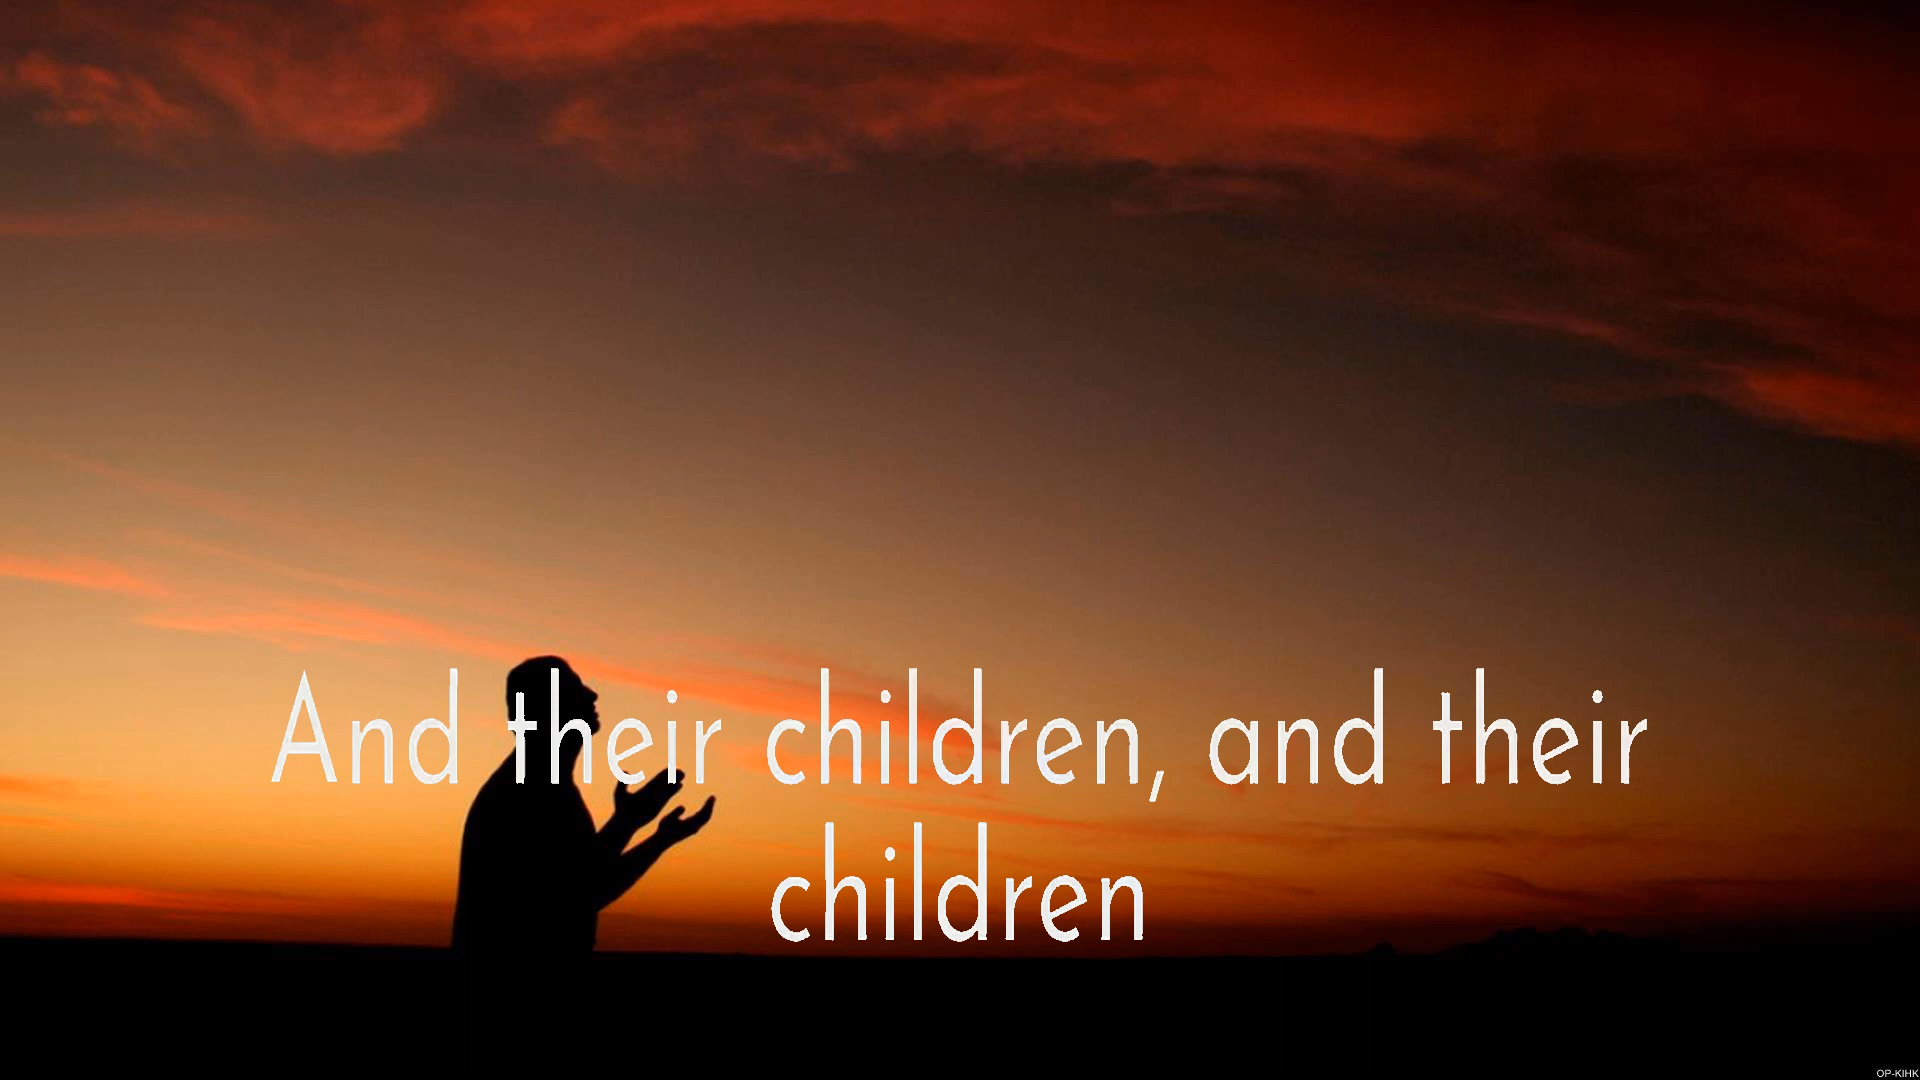 And their children, and their
children
OP-KIHK